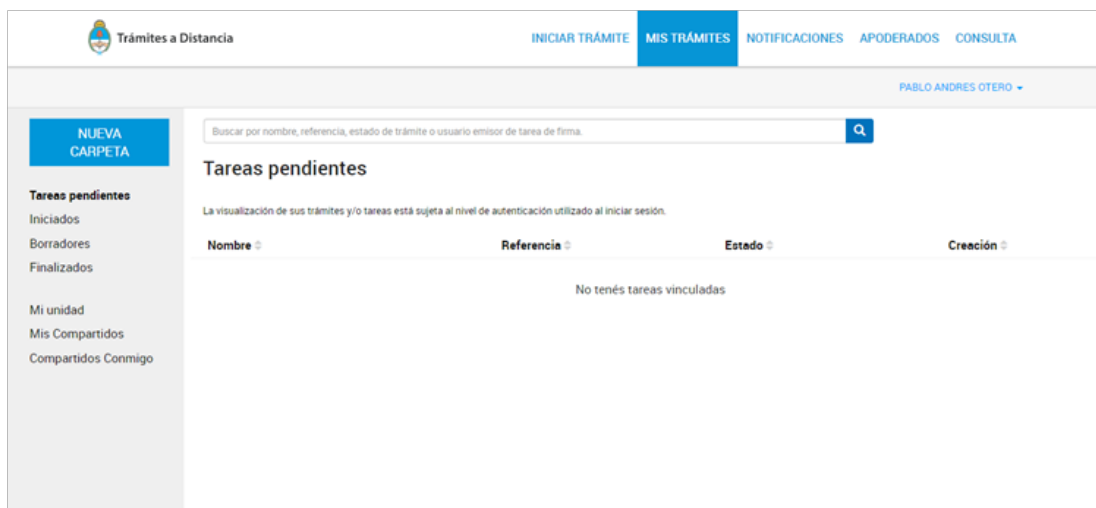 Trámites a Distancia
INICIAR TRÁMITE MIS TRÁMITES NOTIFICACIONES APODERADOS CONSULTA
PABLO ANDRES OTERO
NUEVA
CARPETA
Buscar por nombre, referencia, estado de trámite o usuario emisor de tarea de firma.
Tareas pendientes
Tareas pendientes
Iniciados
Borradores
Finalizados
Mi unidad
Mis Compartidos
Compartidos Conmigo
La visualización de sus trámites y/o tareas está sujeta al nivel de autenticación utilizado al iniciar sesión.
Nombre Referencia Estado Creación
No tenés tareas vinculadas